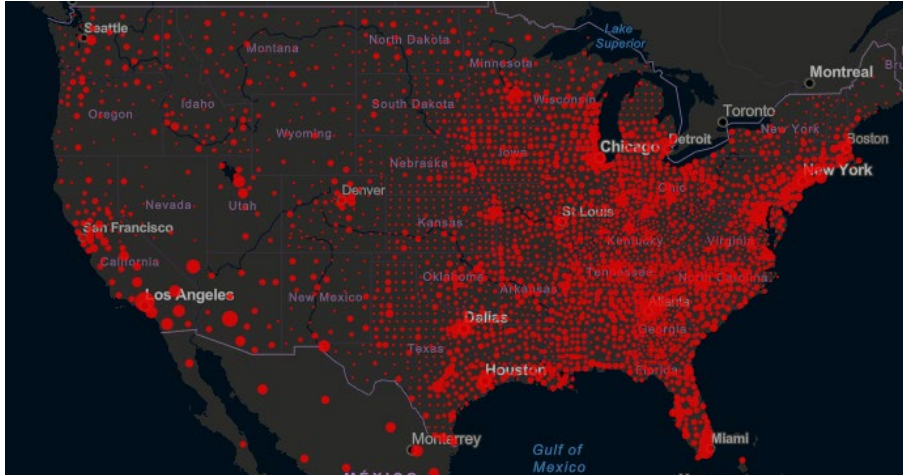 Seattle
Montana
North Dakota
Minnesota
Lake
Superior
Montreal
Oregon
Idaho
South Dakota
Wisconsin
Toronto
Wyoming
Detroit
New York
Boston
Chicago
Iowa
Nebraska
New York
Denver
Ohio
Nevada
Utah
St Louis
San Francisco
Kansas
Kentucky
Virginia
California
Tennessee
North Carolina
Oklahoma
Los Angeles
New Mexico
Arkansas
Atlanta
Dallas
Georgia
Texas
Houston
Florida
Miami
Monterrey
Gulf of
Mexico
MÉXICO